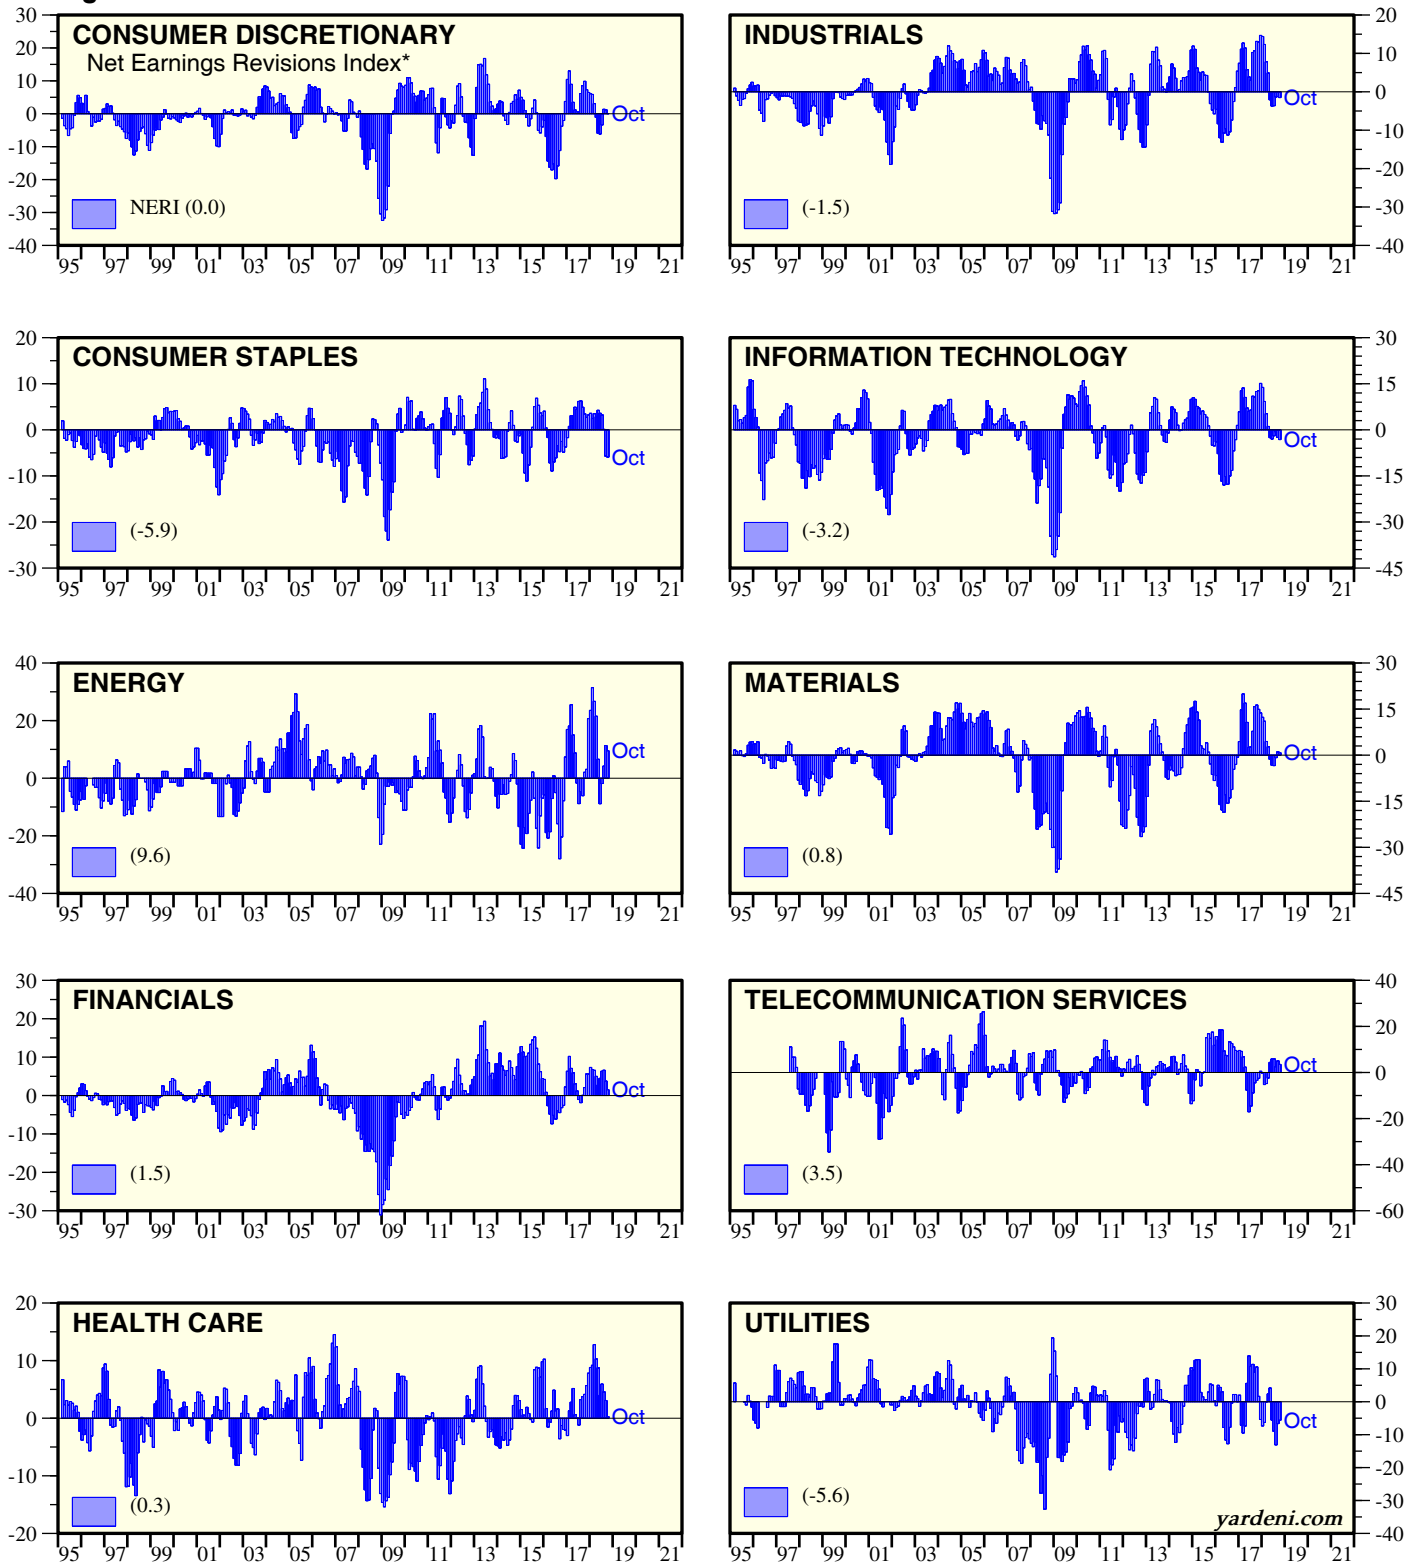 CONSUMER DISCRETIONARY
Net Earnings Revisions Index*
30
20
10
0
-10
-20
-30
-40
Oct
NERI (0.0)
95 97 99 01 03 05 07 09 11 13 15 17 19 21
INDUSTRIALS
20
10
0
-10
-20
-30
-40
Oct
(-1.5)
95 97 99 01 03 05 07 09 11 13 15 17 19 21
CONSUMER STAPLES
20
10
0
-10
-20
-30
Oct
(-5.9)
95 97 99 01 03 05 07 09 11 13 15 17 19 21
INFORMATION TECHNOLOGY
30
15
0
-15
-30
-45
Oct
(-3.2)
95 97 99 01 03 05 07 09 11 13 15 17 19 21
ENERGY
40
20
0
-20
-40
Oct
(9.6)
95 97 99 01 03 05 07 09 11 13 15 17 19 21
MATERIALS
30
15
0
-15
-30
-45
Oct
(0.8)
95 97 99 01 03 05 07 09 11 13 15 17 19 21
FINANCIALS
30
20
10
0
-10
-20
-30
Oct
(1.5)
95 97 99 01 03 05 07 09 11 13 15 17 19 21
TELECOMMUNICATION SERVICES
40
20
0
-20
-40
-60
Oct
(3.5)
95 97 99 01 03 05 07 09 11 13 15 17 19 21
HEALTH CARE
20
10
0
-10
-20
Oct
(0.3)
95 97 99 01 03 05 07 09 11 13 15 17 19 21
UTILITIES
30
20
10
0
-10
-20
-30
-40
Oct
(-5.6)
yardeni.com
95 97 99 01 03 05 07 09 11 13 15 17 19 21